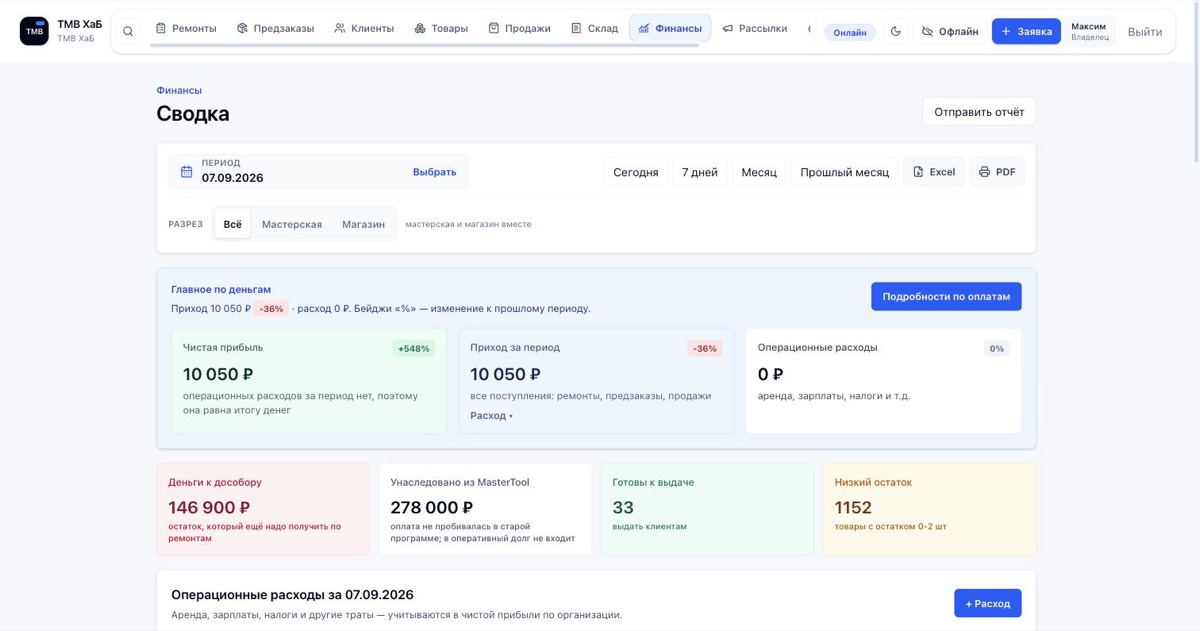 TMB
ТМВ ХаБ
ТМВ ХаБ
Ремонты
Предзаказы
Клиенты
Товары
Продажи
Склад
Финансы
Рассылки
Онлайн
Офлайн
+ Заявка
Максим
Владелец
Выйти
Финансы
Сводка
Отправить отчёт
ПЕРИОД
07.09.2026
Выбрать
Сегодня
7 дней
Месяц
Прошлый месяц
Excel
PDF
РАЗРЕЗ
Всё
Мастерская
Магазин
мастерская и магазин вместе
Главное по деньгам
Приход 10 050 ₽ -36% · расход 0 ₽. Бейджи «%» — изменение к прошлому периоду.
Подробности по оплатам
Чистая прибыль
+548%
10 050 ₽
операционных расходов за период нет, поэтому
она равна итогу денег
Приход за период
-36%
10 050 ₽
все поступления: ремонты, предзаказы, продажи
Расход
Операционные расходы
0%
0 ₽
аренда, зарплаты, налоги и т.д.
Деньги к дособору
146 900 ₽
остаток, который ещё надо получить по
ремонтам
Унаследовано из MasterTool
278 000 ₽
оплата не пробивалась в старой
программе; в оперативный долг не входит
Готовы к выдаче
33
выдать клиентам
Низкий остаток
1152
товары с остатком 0-2 шт
Операционные расходы за 07.09.2026
Аренда, зарплаты, налоги и другие траты — учитываются в чистой прибыли по организации.
+ Расход